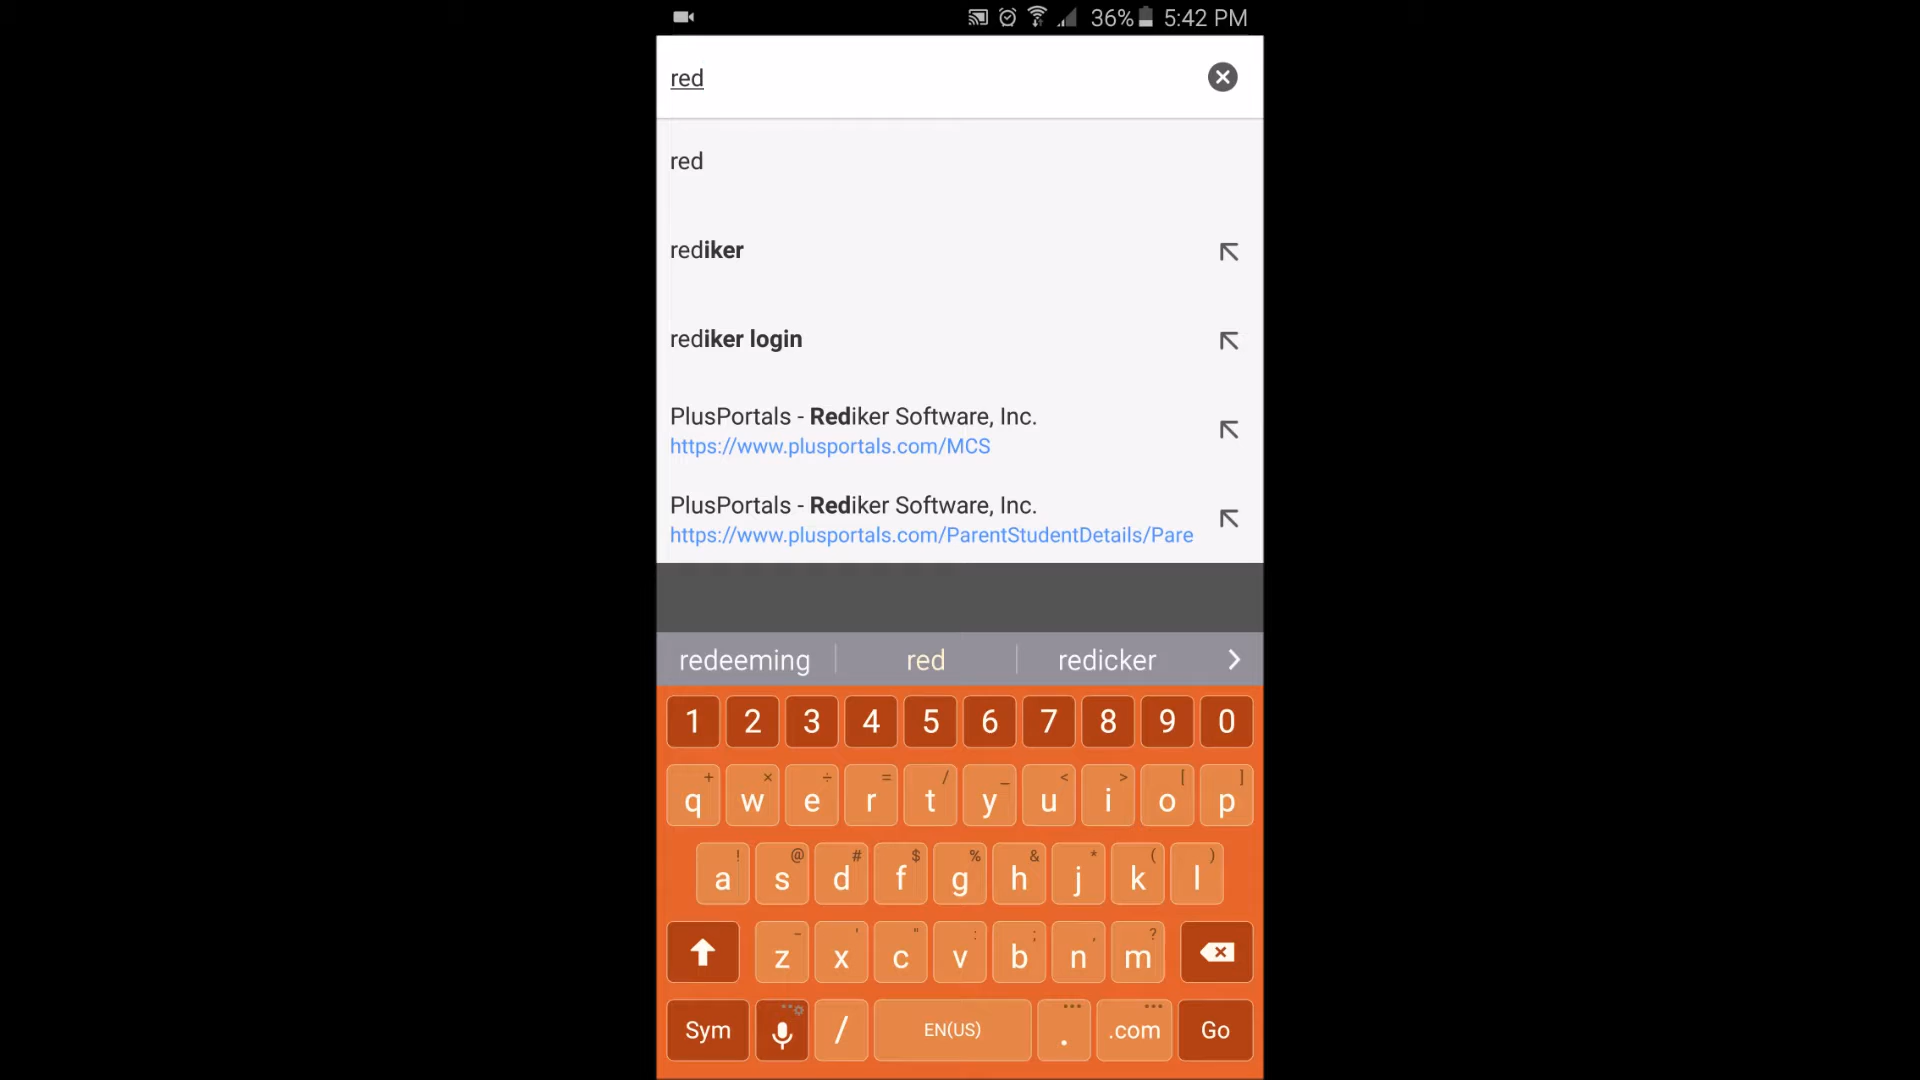 36% 5:42 PM
red
red
rediker
rediker login
PlusPortals - Rediker Software, Inc.
https://www.plusportals.com/MCS
PlusPortals - Rediker Software, Inc.
https://www.plusportals.com/ParentStudentDetails/Pare
redeeming red redicker
1 2 3 4 5 6 7 8 9 0
+ × ÷ = / _ < > [ ]
q w e r t y u i o p
! @ # $ % & * ( )
a s d f g h j k l
- ' " : ; , ?
z x c v b n m
Sym / EN(US) . .com Go